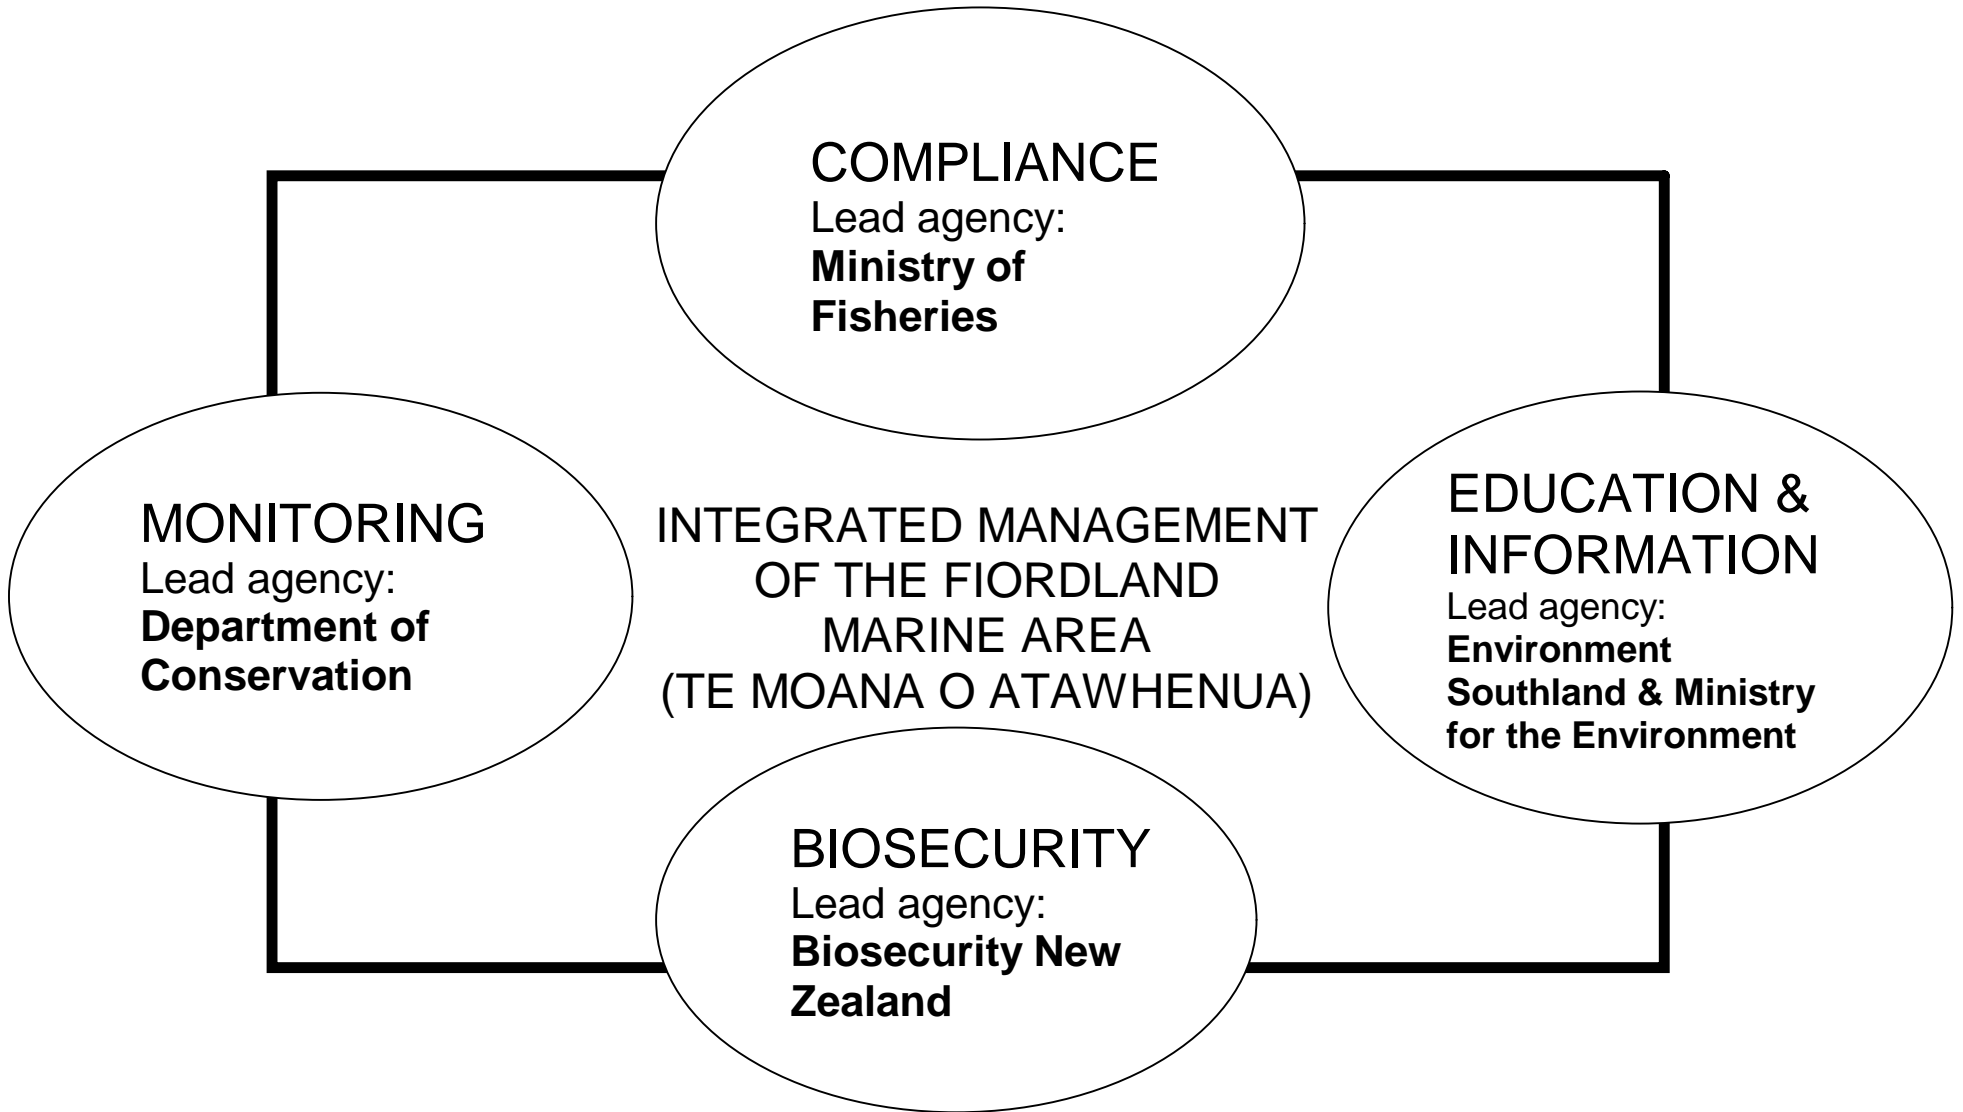 COMPLIANCE
Lead agency:
Ministry of
Fisheries
MONITORING
Lead agency:
Department of
Conservation
INTEGRATED MANAGEMENT
OF THE FIORDLAND
MARINE AREA
(TE MOANA O ATAWHENUA)
EDUCATION &
INFORMATION
Lead agency:
Environment
Southland & Ministry
for the Environment
BIOSECURITY
Lead agency:
Biosecurity New
Zealand